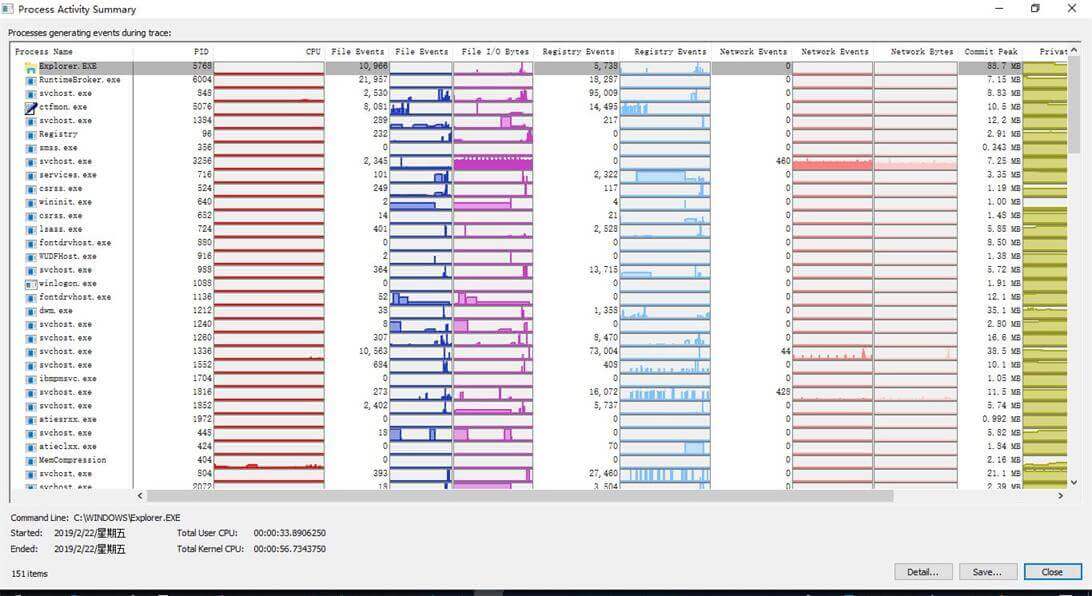 Process Activity Summary
Processes generating events during trace:
Process Name PID CPU File Events File Events File I/O Bytes Registry Events Registry Events Network Events Network Events Network Bytes Commit Peak Privat
Explorer.EXE 5768 10,966 5,738 0 88.7 MB
RuntimeBroker.exe 6004 21,957 18,287 0 7.15 MB
svchost.exe 848 2,530 95,009 0 8.83 MB
ctfmon.exe 5076 8,081 14,495 0 10.5 MB
svchost.exe 1384 289 217 0 12.2 MB
Registry 96 232 0 0 2.91 MB
smss.exe 356 0 0 0 0.343 MB
svchost.exe 3256 2,345 0 460 7.25 MB
services.exe 716 101 2,322 0 3.35 MB
csrss.exe 524 249 117 0 1.19 MB
wininit.exe 640 2 4 0 1.00 MB
csrss.exe 652 14 21 0 1.48 MB
lsass.exe 724 401 2,528 0 5.88 MB
fontdrvhost.exe 880 0 0 0 8.50 MB
WUDFHost.exe 916 2 0 0 1.38 MB
svchost.exe 988 364 13,715 0 5.72 MB
winlogon.exe 1088 0 0 0 1.91 MB
fontdrvhost.exe 1136 52 0 0 12.1 MB
dwm.exe 1212 38 1,358 0 35.1 MB
svchost.exe 1240 8 0 0 2.80 MB
svchost.exe 1260 307 9,470 0 16.6 MB
svchost.exe 1336 10,563 73,004 44 38.5 MB
svchost.exe 1552 694 408 0 10.1 MB
ibmpmsvc.exe 1704 0 0 0 1.05 MB
svchost.exe 1816 273 16,072 428 11.5 MB
svchost.exe 1852 2,402 5,737 0 5.74 MB
atiesrxx.exe 1972 0 0 0 0.992 MB
svchost.exe 448 18 0 0 5.82 MB
atieclxx.exe 424 0 70 0 1.84 MB
MemCompression 404 0 0 0 2.16 MB
svchost.exe 804 393 27,460 0 21.1 MB
svchost.exe 2072 18 3,504 0 2.39 MB
Command Line: C:\WINDOWS\Explorer.EXE
Started: 2019/2/22/星期五 Total User CPU: 00:00:33.8906250
Ended: 2019/2/22/星期五 Total Kernel CPU: 00:00:56.7343750
151 items
Detail... Save... Close